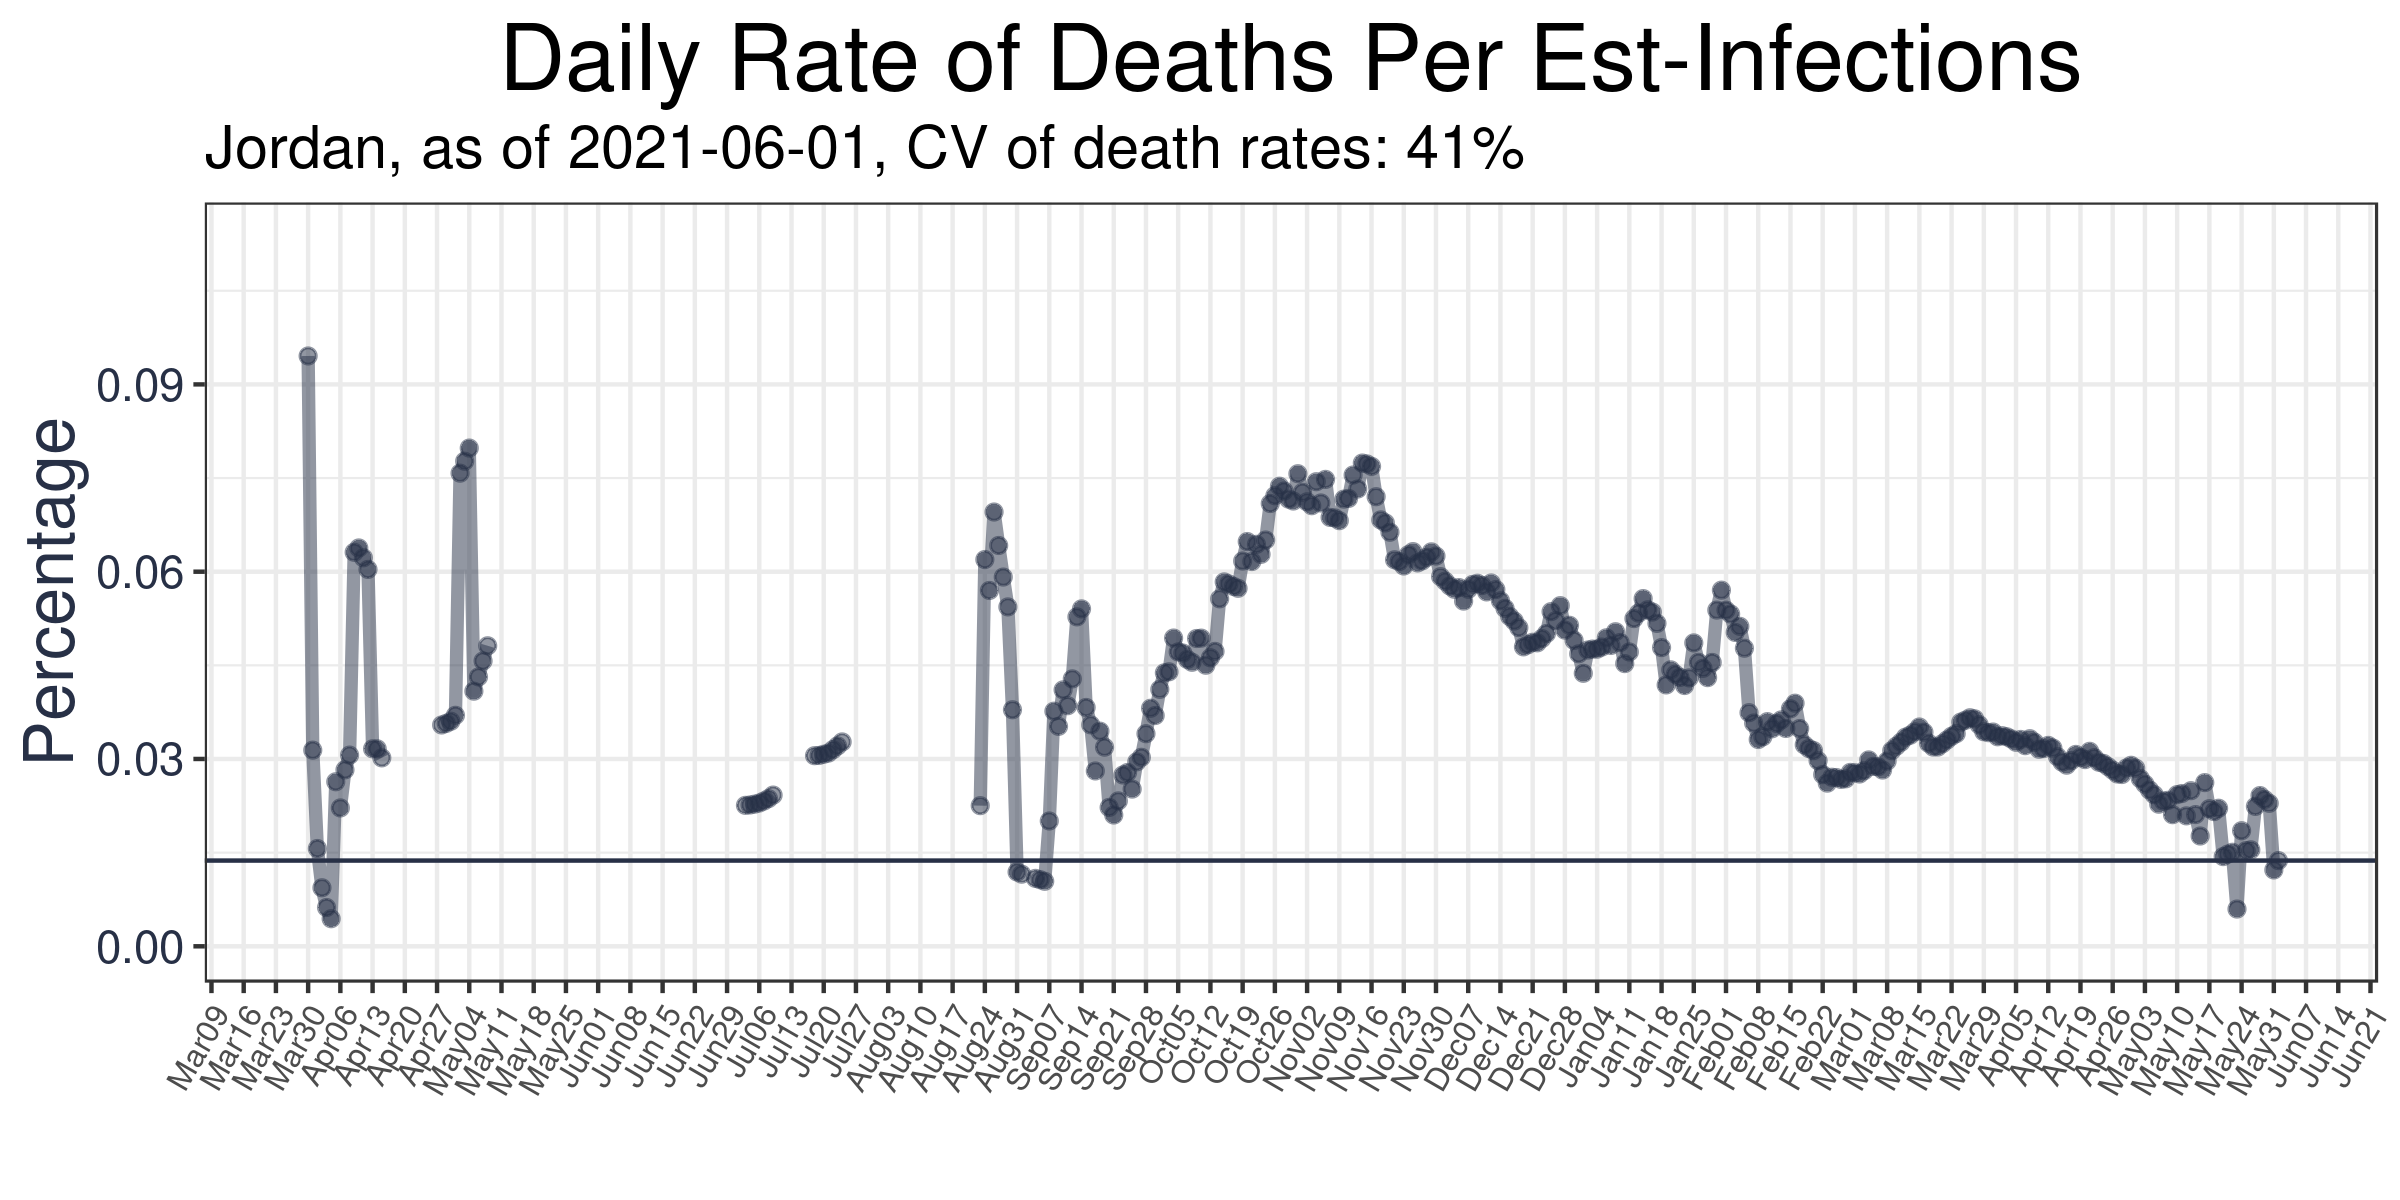 Daily Rate of Deaths Per Est-Infections
Jordan, as of 2021-06-01, CV of death rates: 41%
Percentage
0.09
0.06
0.03
0.00
Mar09
Mar16
Mar23
Mar30
Apr06
Apr13
Apr20
Apr27
May04
May11
May18
May25
Jun01
Jun08
Jun15
Jun22
Jun29
Jul06
Jul13
Jul20
Jul27
Aug03
Aug10
Aug17
Aug24
Aug31
Sep07
Sep14
Sep21
Sep28
Oct05
Oct12
Oct19
Oct26
Nov02
Nov09
Nov16
Nov23
Nov30
Dec07
Dec14
Dec21
Dec28
Jan04
Jan11
Jan18
Jan25
Feb01
Feb08
Feb15
Feb22
Mar01
Mar08
Mar15
Mar22
Mar29
Apr05
Apr12
Apr19
Apr26
May03
May10
May17
May24
May31
Jun07
Jun14
Jun21